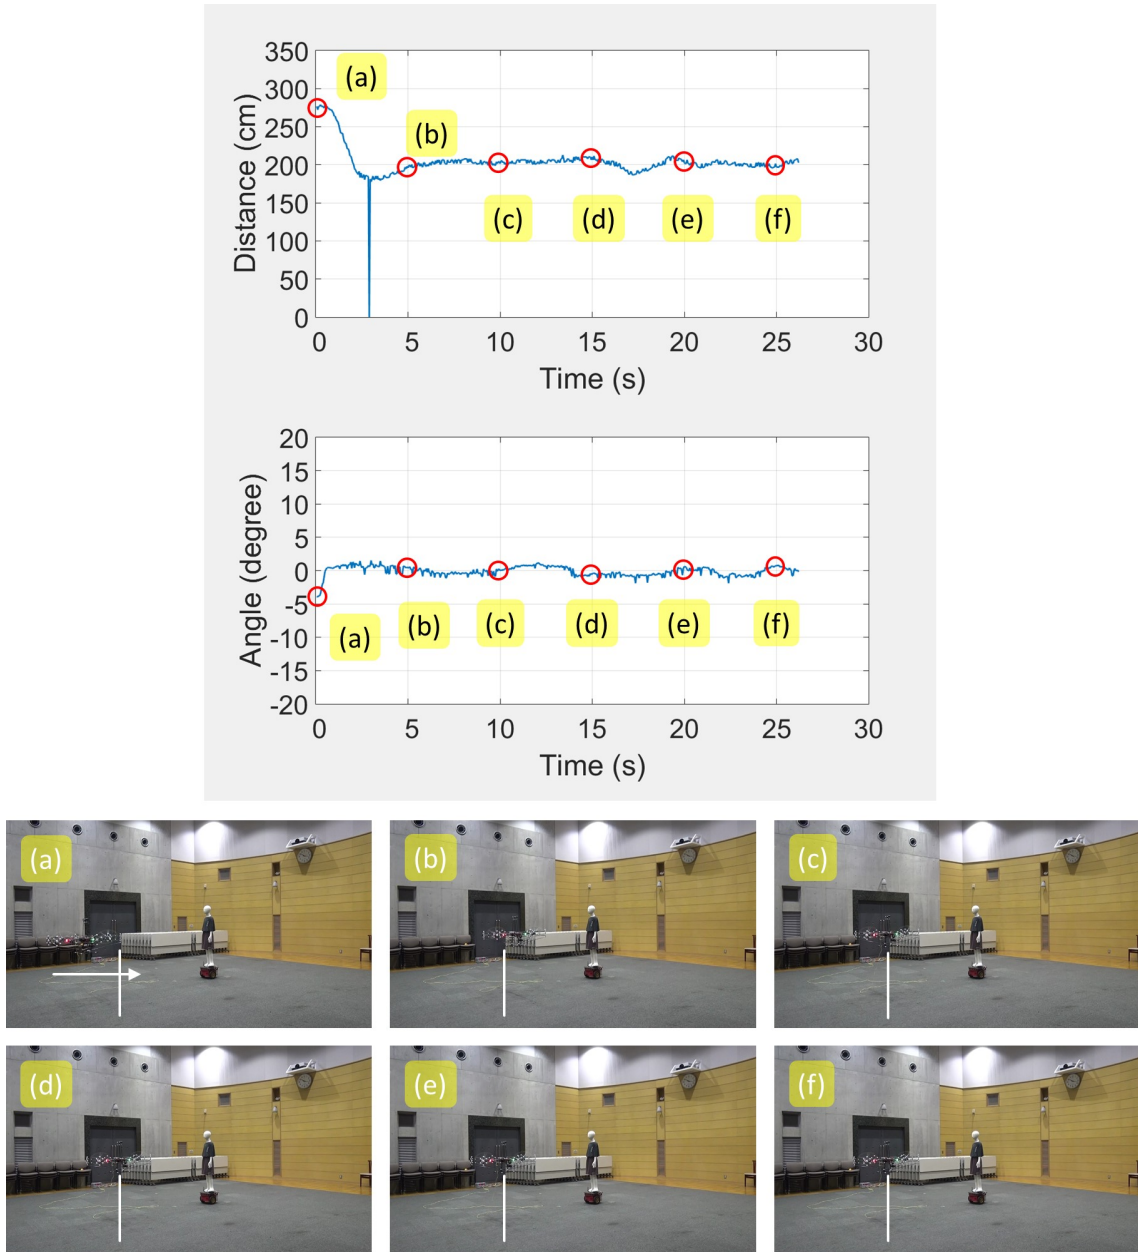 350
300
250
200
150
100
50
0
Distance (cm)
(a)
(b)
(c)
(d)
(e)
(f)
0 5 10 15 20 25 30
Time (s)
20
15
10
5
0
-5
-10
-15
-20
Angle (degree)
(a)
(b)
(c)
(d)
(e)
(f)
0 5 10 15 20 25 30
Time (s)
(a)
(b)
(c)
(d)
(e)
(f)